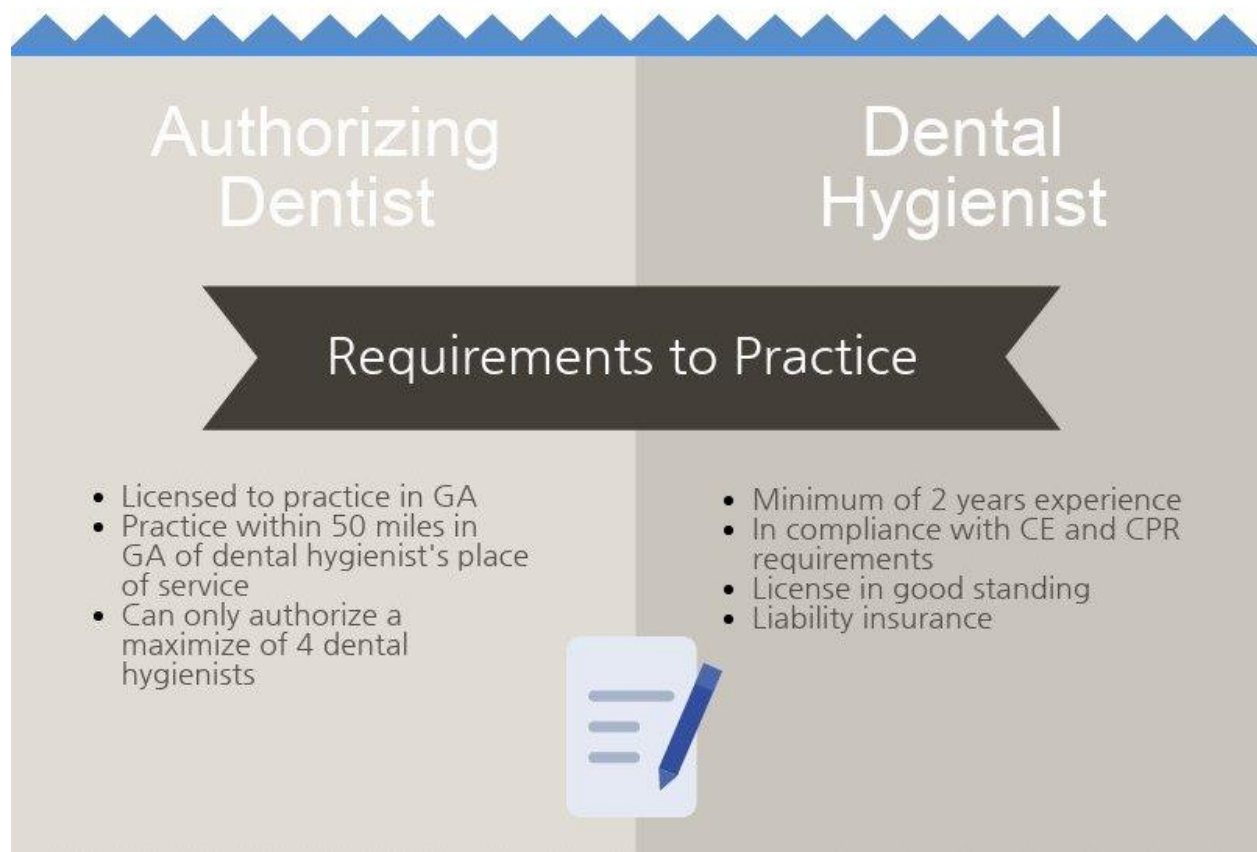 Authorizing
Dentist
Dental
Hygienist
Requirements to Practice
• Licensed to practice in GA
• Practice within 50 miles in
GA of dental hygienist's place
of service
• Can only authorize a
maximize of 4 dental
hygienists
• Minimum of 2 years experience
• In compliance with CE and CPR
requirements
• License in good standing
• Liability insurance